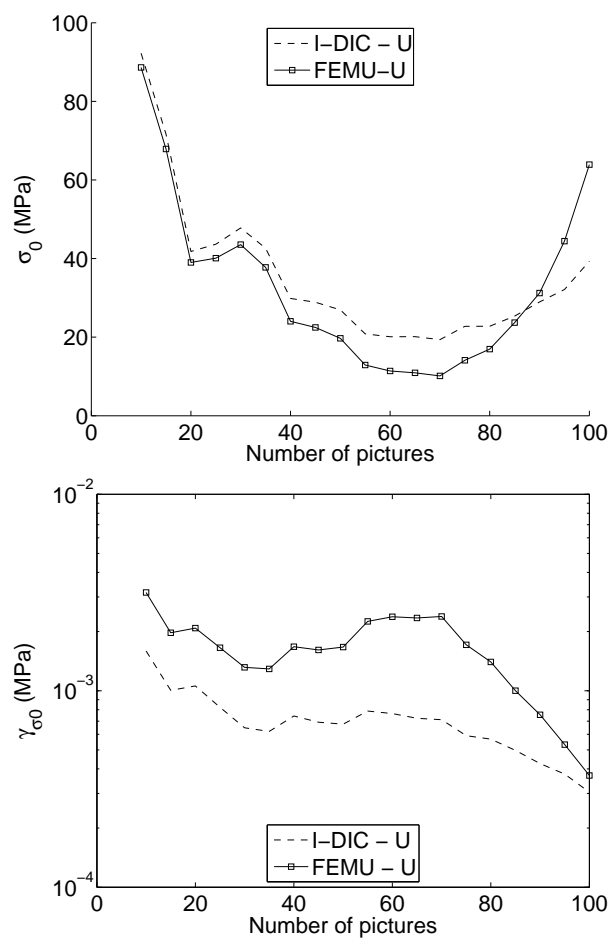 100
80
60
40
20
0
σ0 (MPa)
I−DIC − U
FEMU−U
0 20 40 60 80 100
Number of pictures
10−2
10−3
10−4
γσ0 (MPa)
I−DIC − U
FEMU − U
0 20 40 60 80 100
Number of pictures